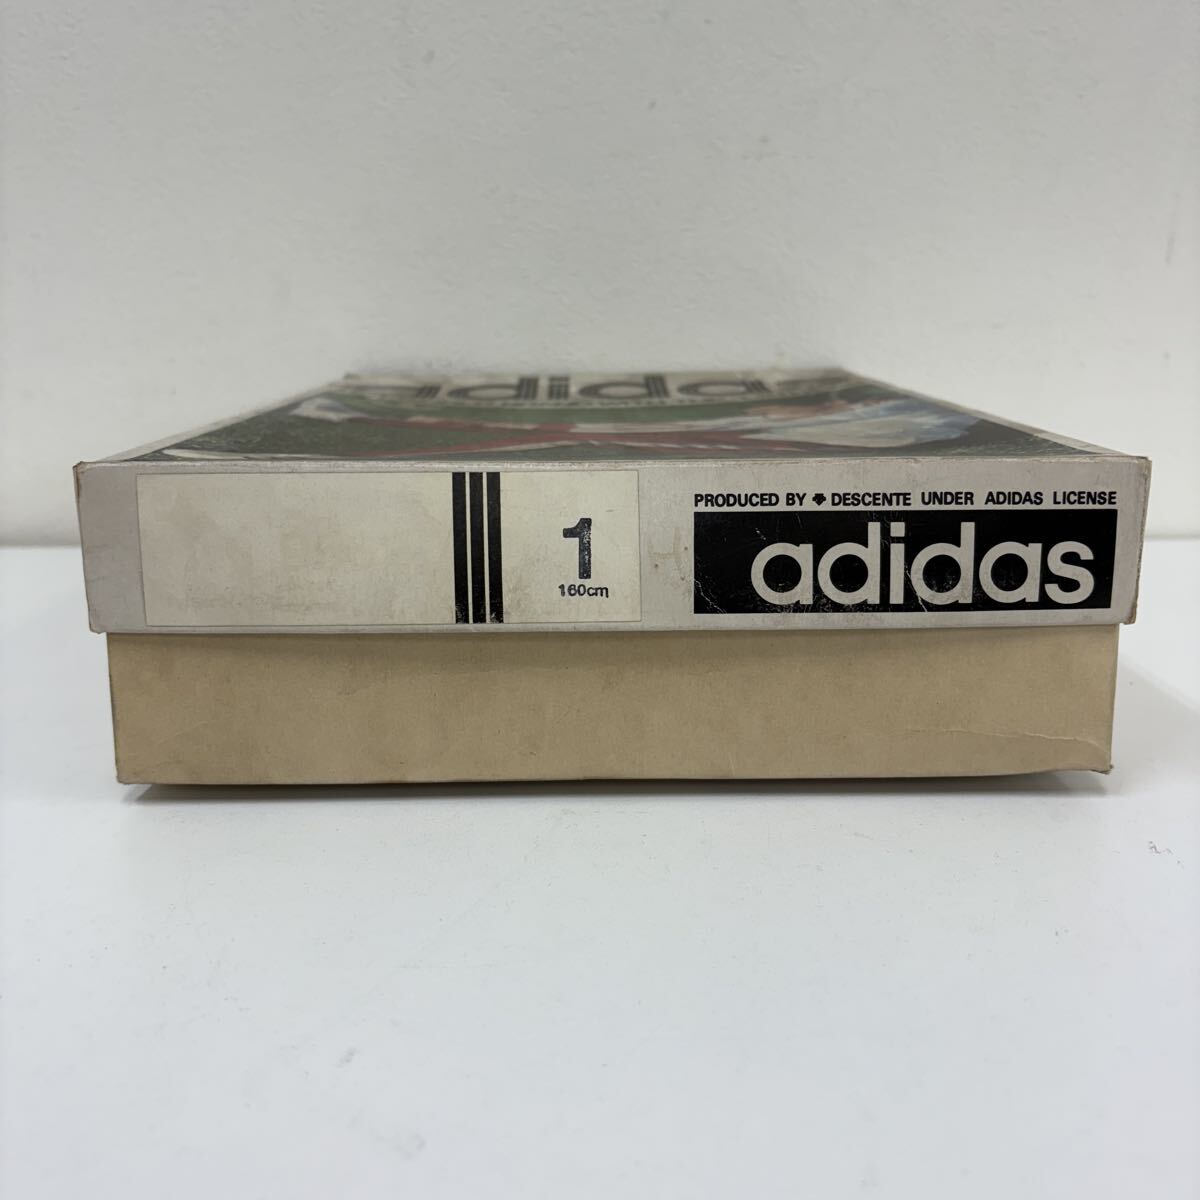 adidas
1
160cm
PRODUCED BY DESCENTE UNDER ADIDAS LICENSE
adidas